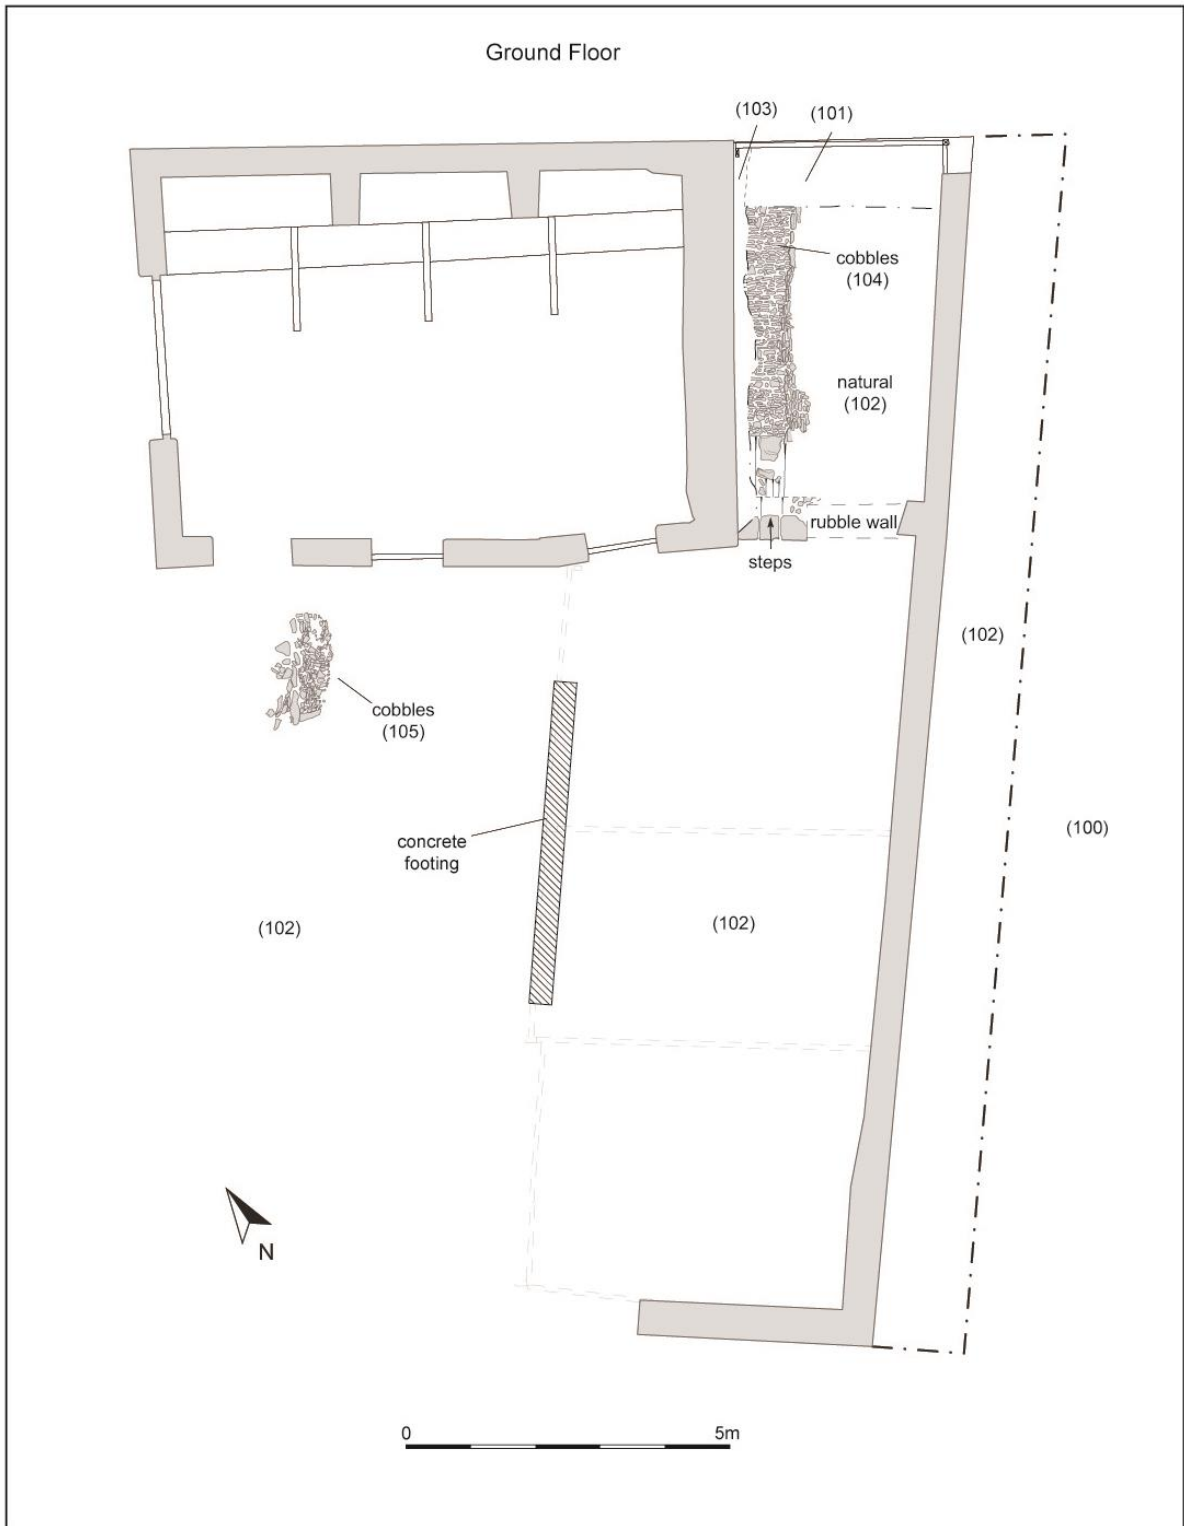 Ground Floor
(103)
(101)
cobbles
(104)
natural
(102)
rubble wall
steps
(102)
cobbles
(105)
(100)
concrete
footing
(102)
(102)
N
0
5m